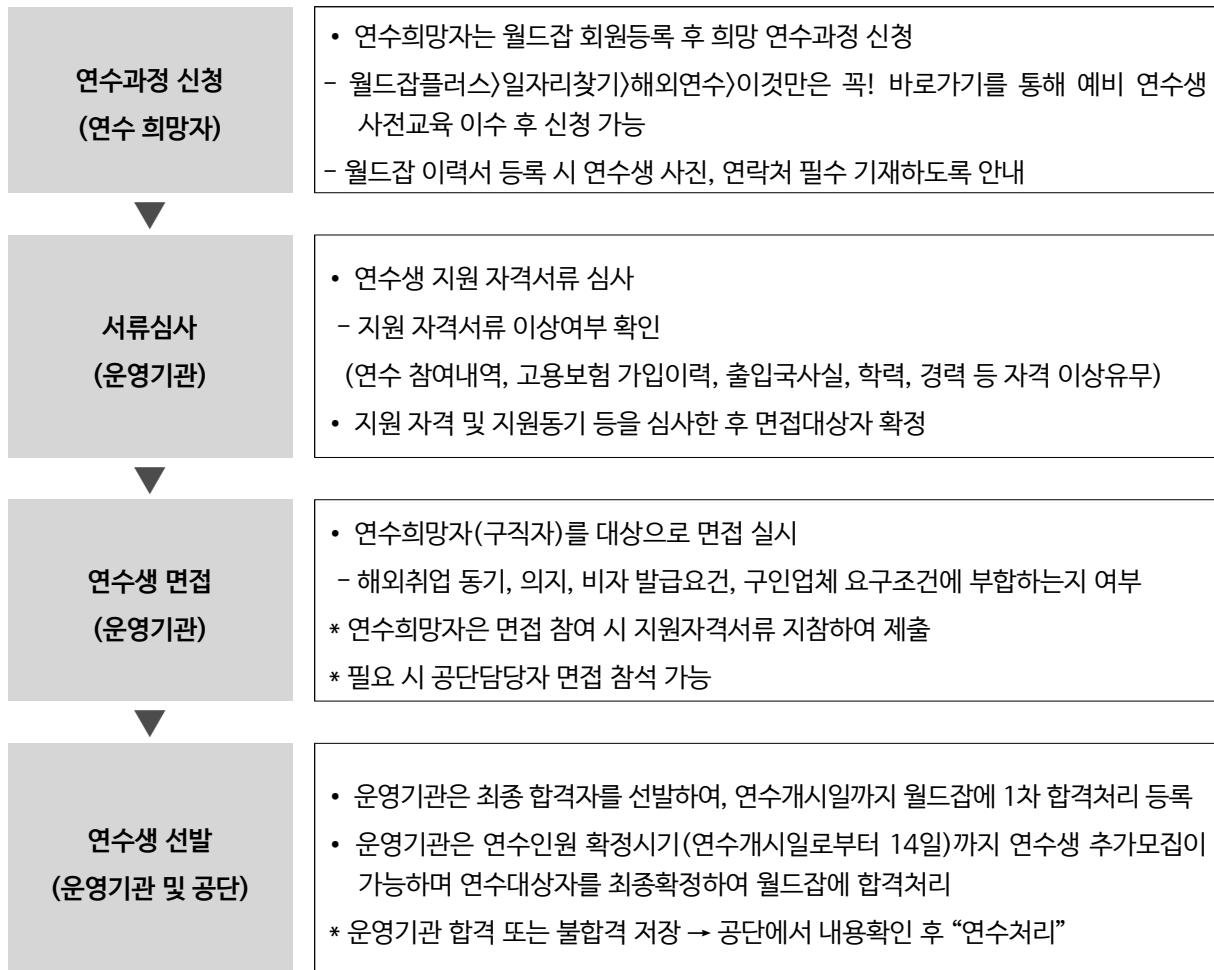 연수과정 신청
(연수 희망자)
• 연수희망자는 월드잡 회원등록 후 희망 연수과정 신청
- 월드잡플러스〉일자리찾기〉해외연수〉이것만은 꼭! 바로가기를 통해 예비 연수생
사전교육 이수 후 신청 가능
- 월드잡 이력서 등록 시 연수생 사진, 연락처 필수 기재하도록 안내
▼
서류심사
(운영기관)
• 연수생 지원 자격서류 심사
- 지원 자격서류 이상여부 확인
(연수 참여내역, 고용보험 가입이력, 출입국사실, 학력, 경력 등 자격 이상유무)
• 지원 자격 및 지원동기 등을 심사한 후 면접대상자 확정
▼
연수생 면접
(운영기관)
• 연수희망자(구직자)를 대상으로 면접 실시
- 해외취업 동기, 의지, 비자 발급요건, 구인업체 요구조건에 부합하는지 여부
* 연수희망자은 면접 참여 시 지원자격서류 지참하여 제출
* 필요 시 공단담당자 면접 참석 가능
▼
연수생 선발
(운영기관 및 공단)
• 운영기관은 최종 합격자를 선발하여, 연수개시일까지 월드잡에 1차 합격처리 등록
• 운영기관은 연수인원 확정시기(연수개시일로부터 14일)까지 연수생 추가모집이
가능하며 연수대상자를 최종확정하여 월드잡에 합격처리
* 운영기관 합격 또는 불합격 저장 → 공단에서 내용확인 후 “연수처리”